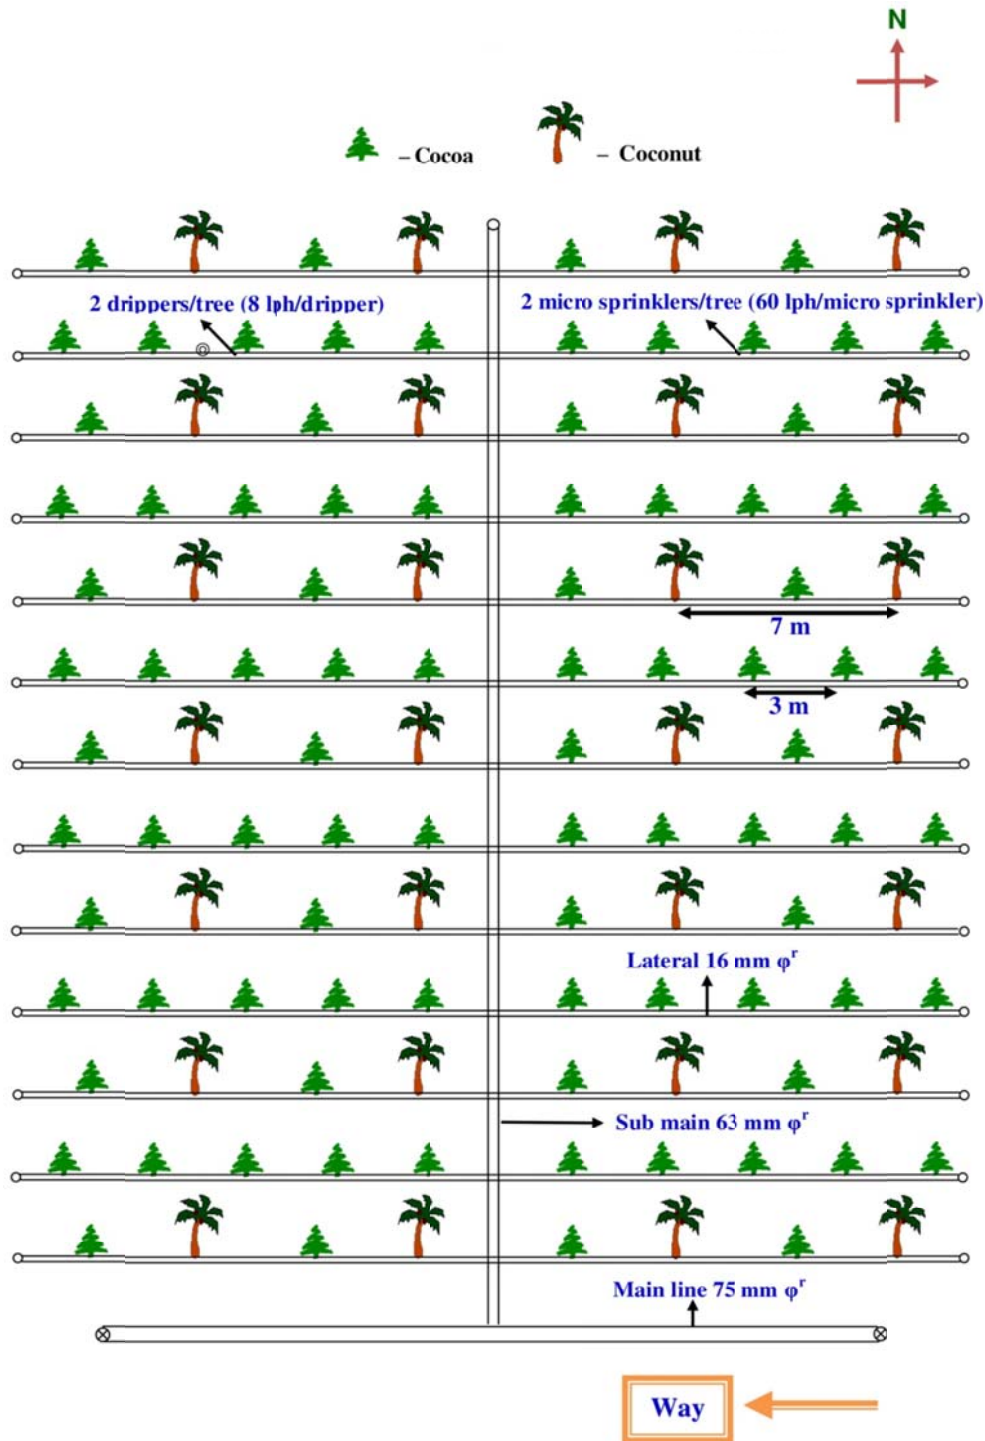 N
– Cocoa
– Coconut
2 drippers/tree (8 lph/dripper)
2 micro sprinklers/tree (60 lph/micro sprinkler)
7 m
3 m
Lateral 16 mm φʳ
Sub main 63 mm φʳ
Main line 75 mm φʳ
Way